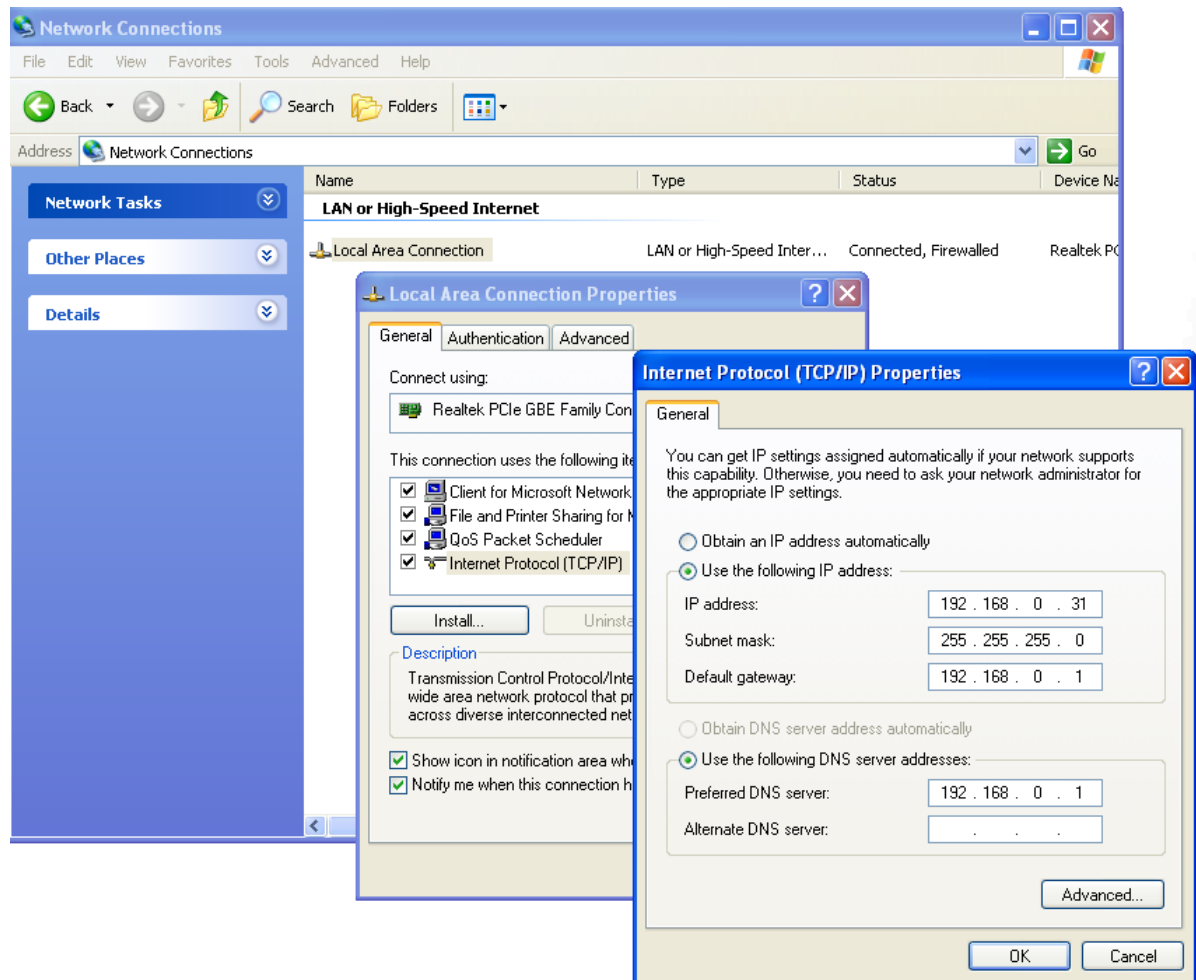 Network Connections
File Edit View Favorites Tools Advanced Help
Back Search Folders
Address Network Connections Go
Name Type Status Device Na
Network Tasks
LAN or High-Speed Internet
Other Places
Local Area Connection LAN or High-Speed Inter... Connected, Firewalled Realtek PC
Details
Local Area Connection Properties
General Authentication Advanced
Connect using:
Realtek PCIe GBE Family Con
This connection uses the following ite
Client for Microsoft Network
File and Printer Sharing for M
QoS Packet Scheduler
Internet Protocol (TCP/IP)
Install... Uninsta
Description
Transmission Control Protocol/Inte
wide area network protocol that pr
across diverse interconnected net
Show icon in notification area whe
Notify me when this connection h
Internet Protocol (TCP/IP) Properties
General
You can get IP settings assigned automatically if your network supports
this capability. Otherwise, you need to ask your network administrator for
the appropriate IP settings.
Obtain an IP address automatically
Use the following IP address:
IP address: 192 . 168 . 0 . 31
Subnet mask: 255 . 255 . 255 . 0
Default gateway: 192 . 168 . 0 . 1
Obtain DNS server address automatically
Use the following DNS server addresses:
Preferred DNS server: 192 . 168 . 0 . 1
Alternate DNS server: . . .
Advanced...
OK Cancel